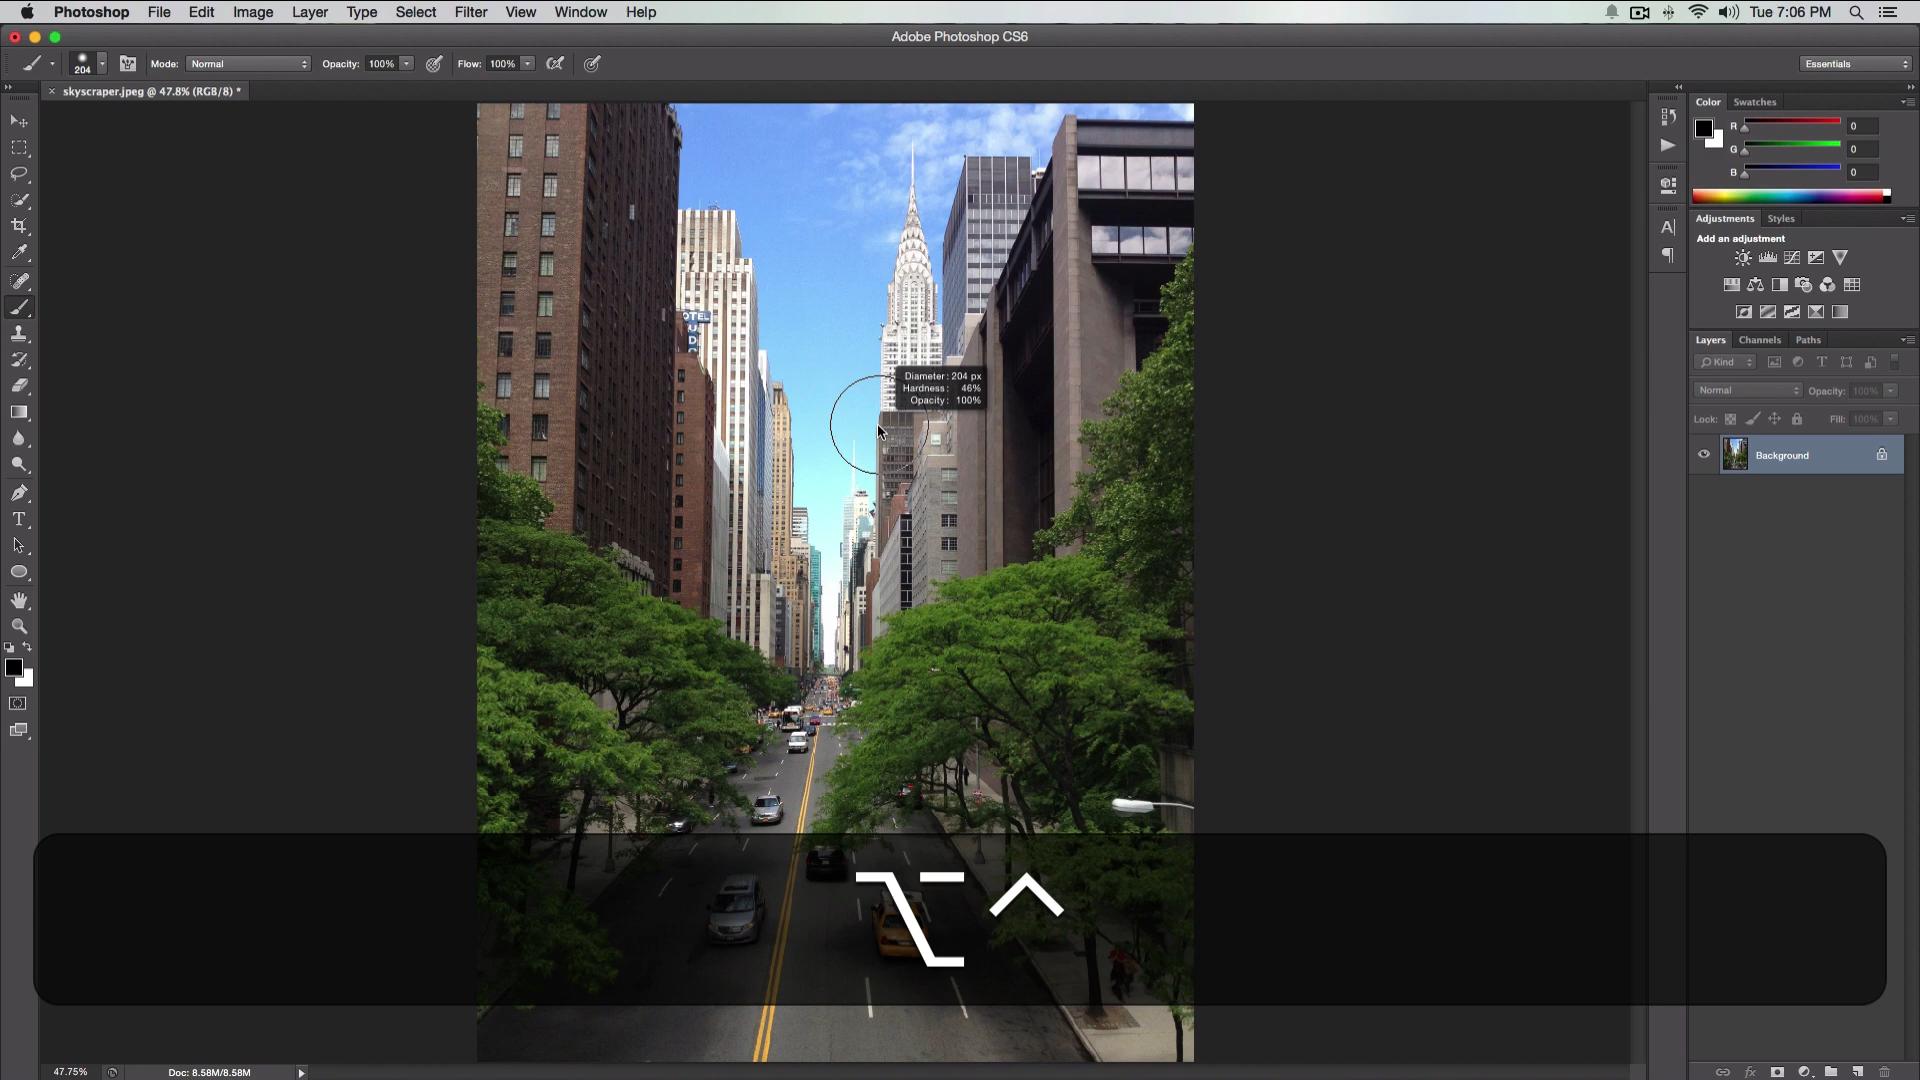 Photoshop File Edit Image Layer Type Select Filter View Window Help Tue 7:06 PM
Adobe Photoshop CS6
204 Mode: Normal Opacity: 100% Flow: 100% Essentials
× skyscraper.jpeg @ 47.8% (RGB/8) *
Color Swatches
R 0
G 0
B 0
Adjustments Styles
Add an adjustment
Layers Channels Paths
Kind
Normal Opacity: 100%
Lock: Fill: 100%
Background
OTEL
Diameter: 204 px
Hardness: 46%
Opacity: 100%
⌥ ^
47.75% Doc: 8.58M/8.58M